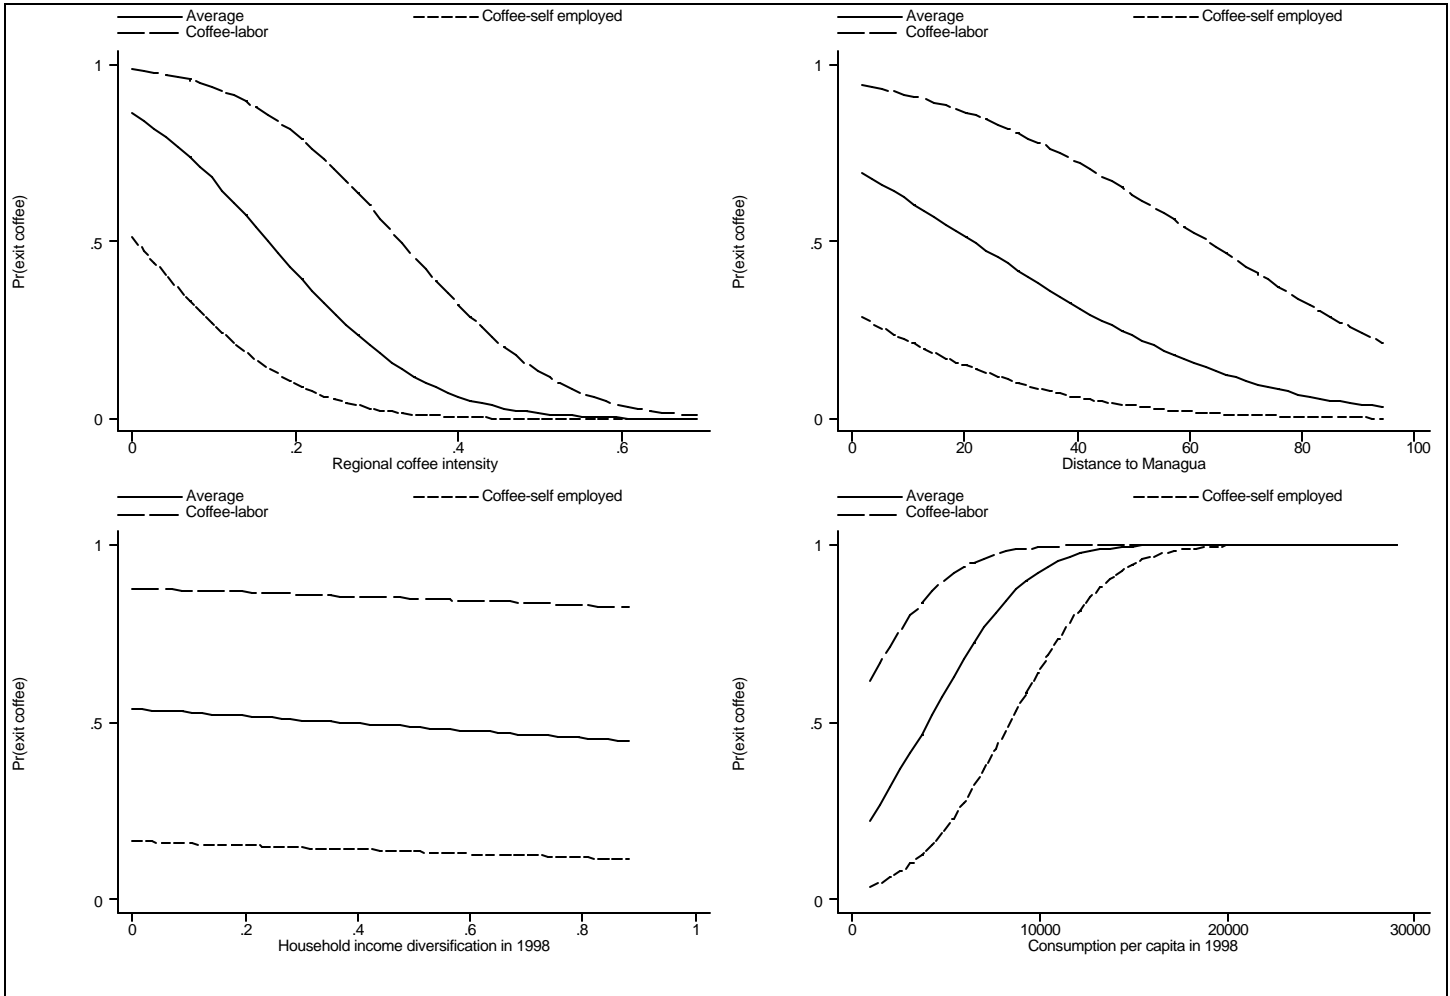 Average
Coffee-self employed
Coffee-labor
1
.5
0
Pr(exit coffee)
0
.2
.4
.6
Regional coffee intensity
Average
Coffee-self employed
Coffee-labor
1
.5
0
Pr(exit coffee)
0
20
40
60
80
100
Distance to Managua
Average
Coffee-self employed
Coffee-labor
1
.5
0
Pr(exit coffee)
0
.2
.4
.6
.8
1
Household income diversification in 1998
Average
Coffee-self employed
Coffee-labor
1
.5
0
Pr(exit coffee)
0
10000
20000
30000
Consumption per capita in 1998